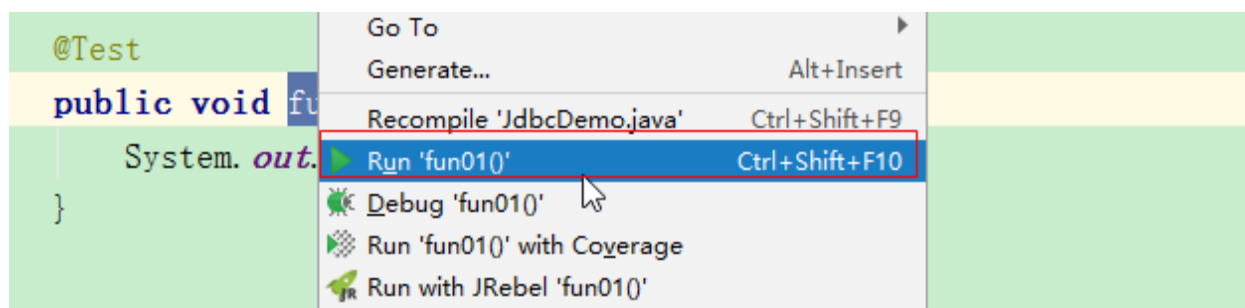 @Test
public void fu
System.out.
}
Go To
Generate... Alt+Insert
Recompile 'JdbcDemo.java' Ctrl+Shift+F9
Run 'fun01()' Ctrl+Shift+F10
Debug 'fun01()'
Run 'fun01()' with Coverage
JR Run with JRebel 'fun01()'